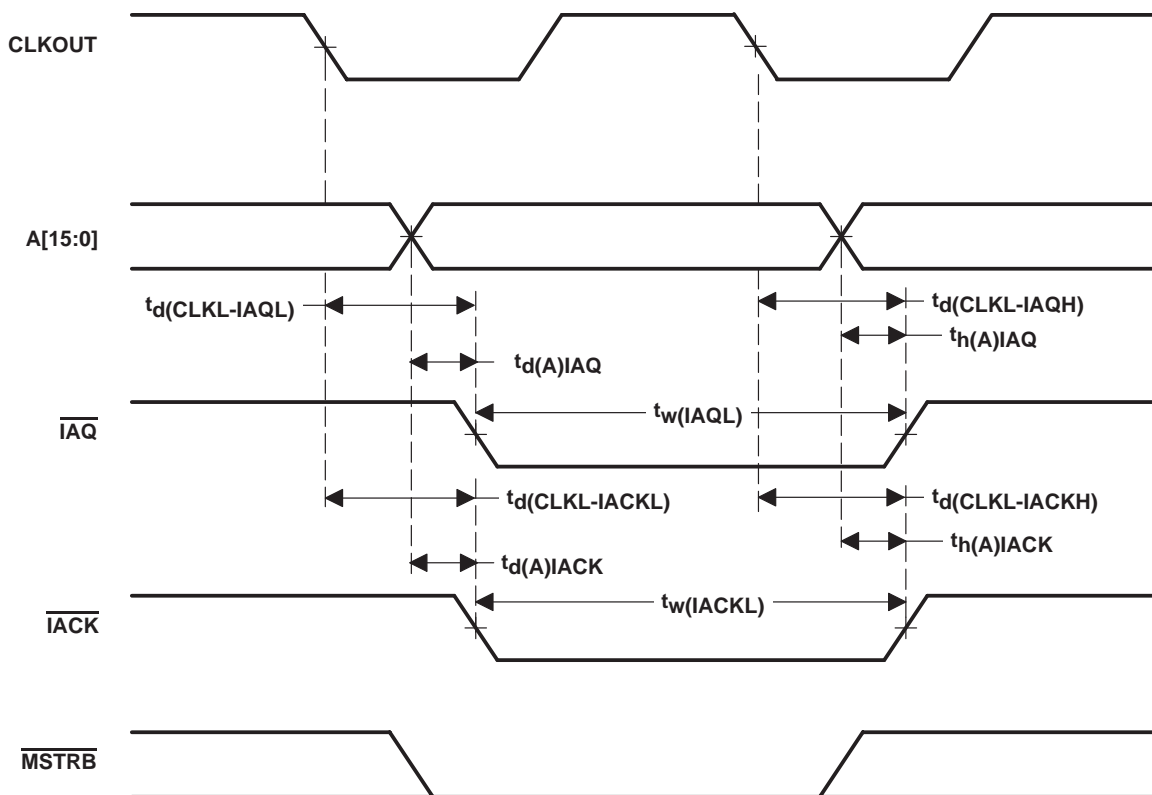 CLKOUT
A[15:0]
td(CLKL-IAQL)
td(CLKL-IAQH)
th(A)IAQ
td(A)IAQ
tw(IAQL)
IAQ
td(CLKL-IACKL)
td(CLKL-IACKH)
th(A)IACK
td(A)IACK
tw(IACKL)
IACK
MSTRB